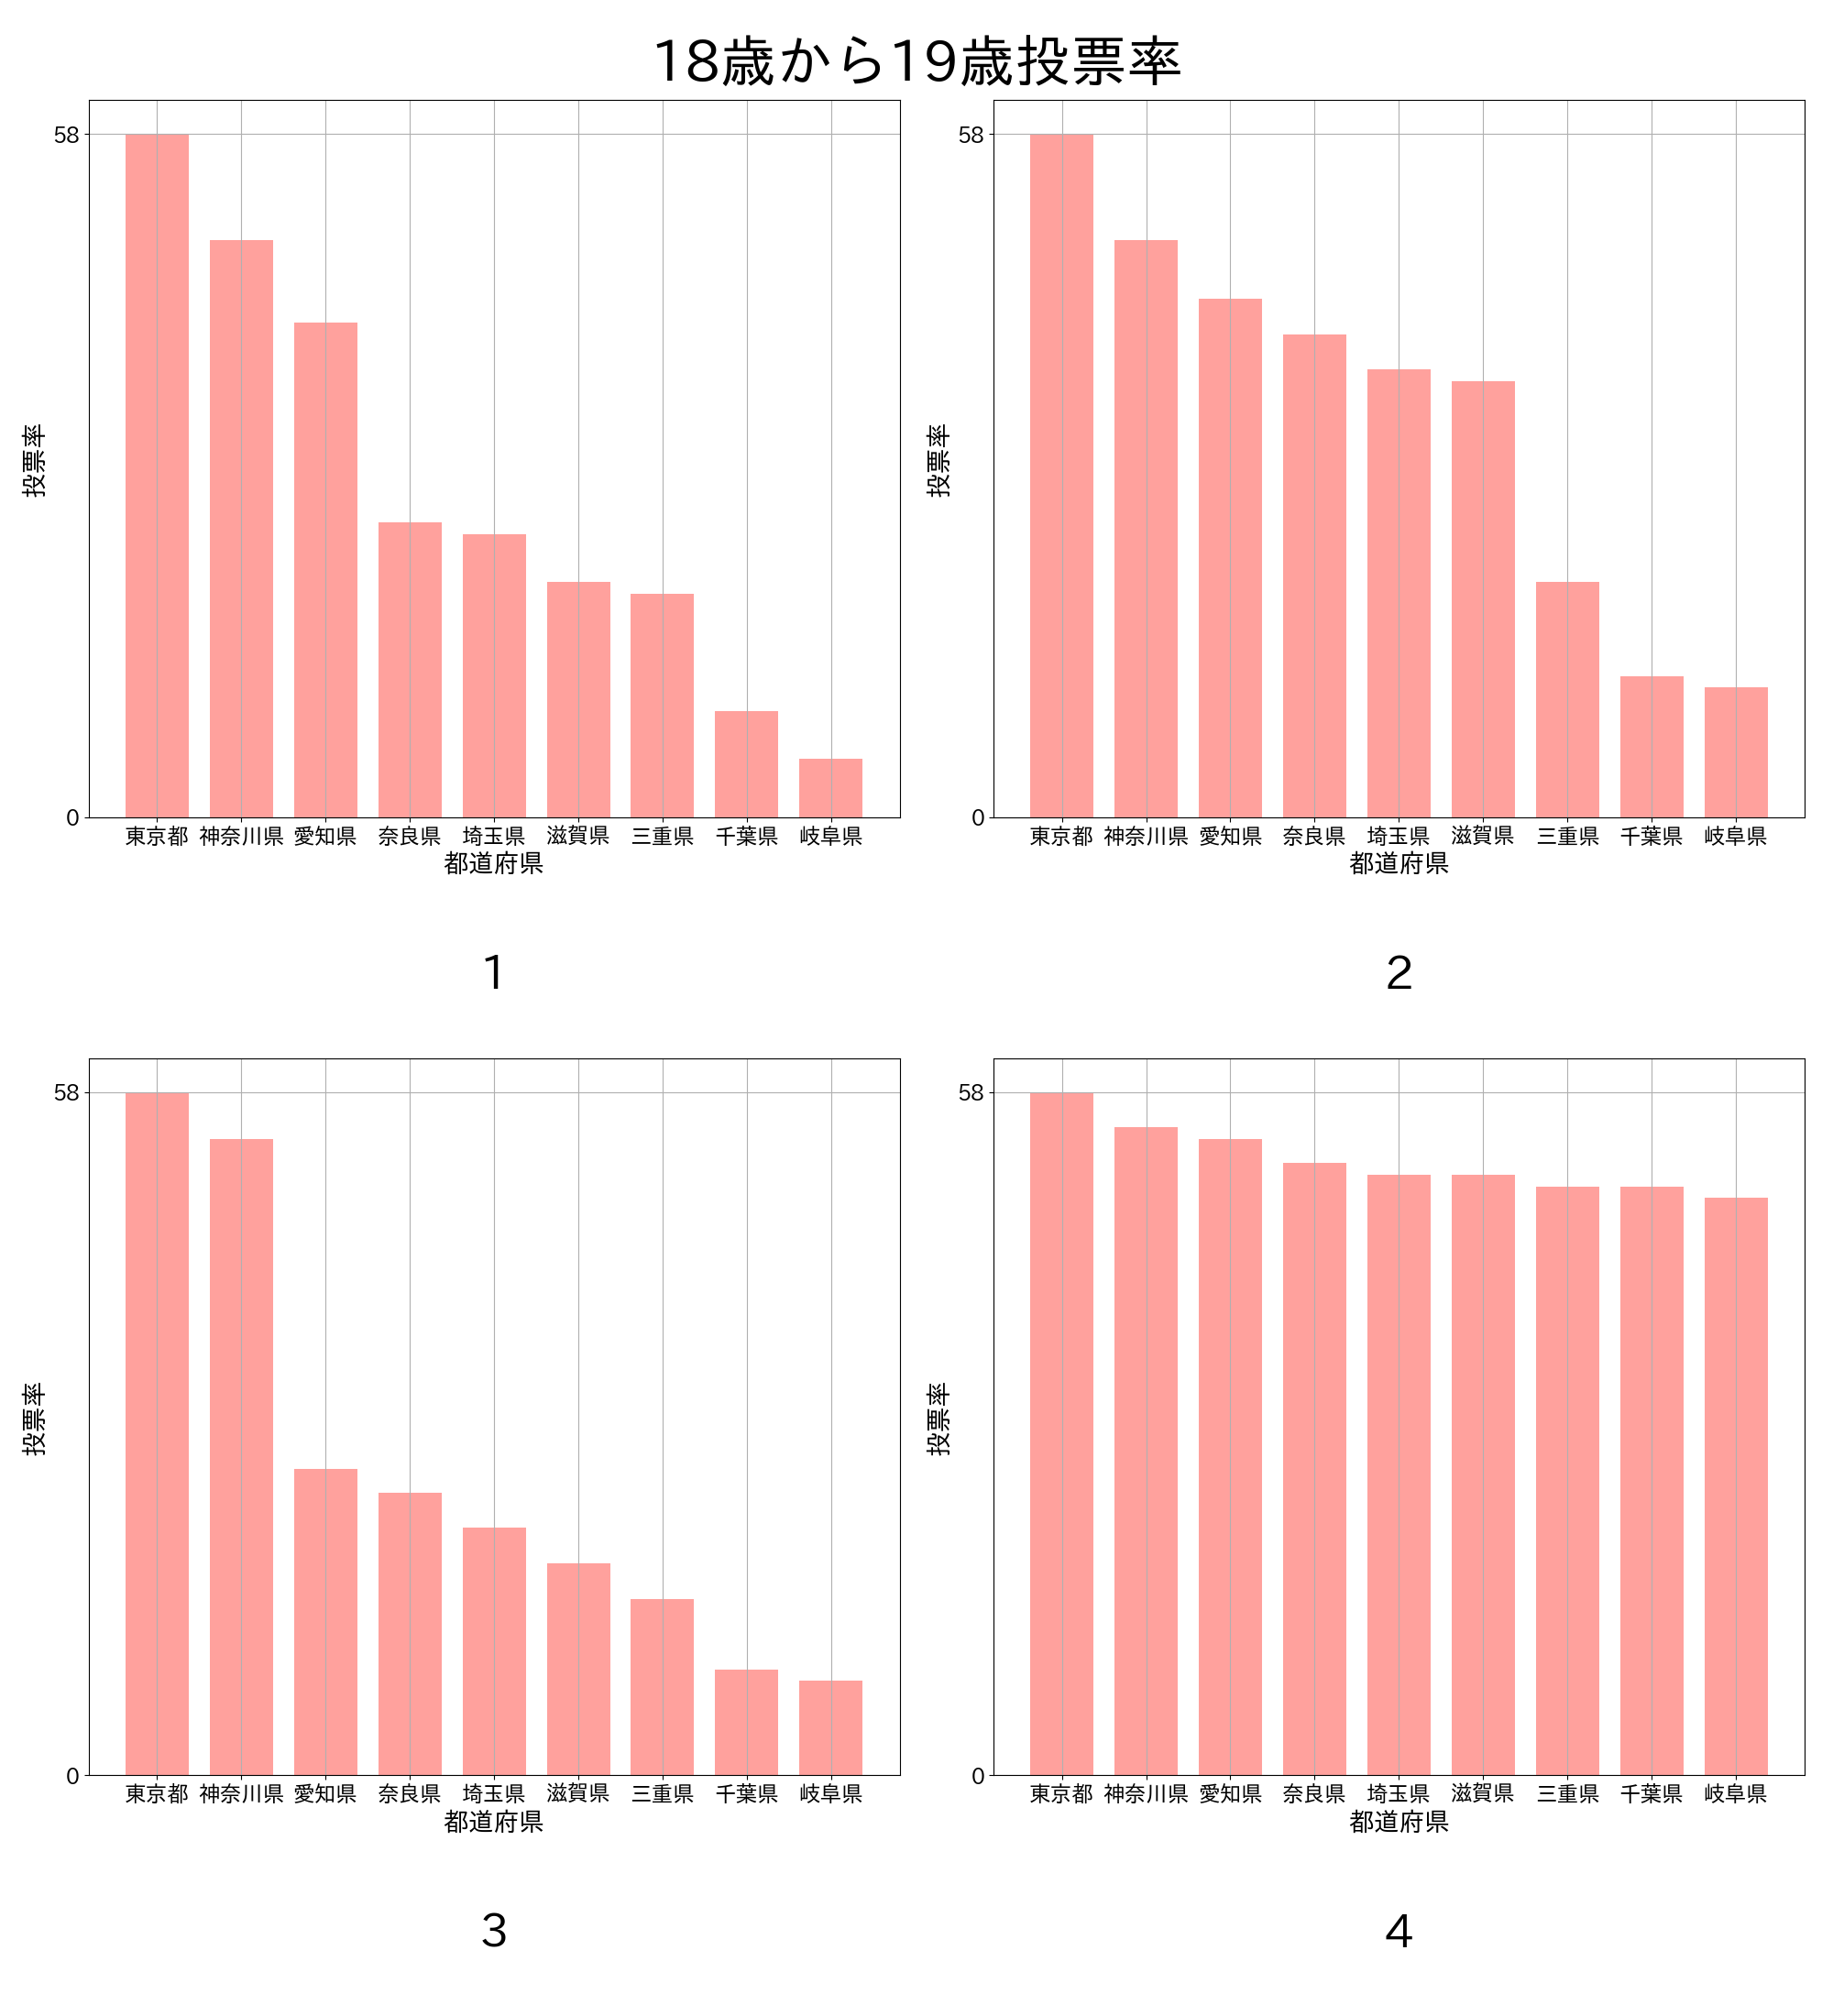 18歳から19歳投票率
58
0
投票率
東京都 神奈川県 愛知県 奈良県 埼玉県 滋賀県 三重県 千葉県 岐阜県
都道府県
1
58
0
投票率
東京都 神奈川県 愛知県 奈良県 埼玉県 滋賀県 三重県 千葉県 岐阜県
都道府県
2
58
0
投票率
東京都 神奈川県 愛知県 奈良県 埼玉県 滋賀県 三重県 千葉県 岐阜県
都道府県
3
58
0
投票率
東京都 神奈川県 愛知県 奈良県 埼玉県 滋賀県 三重県 千葉県 岐阜県
都道府県
4